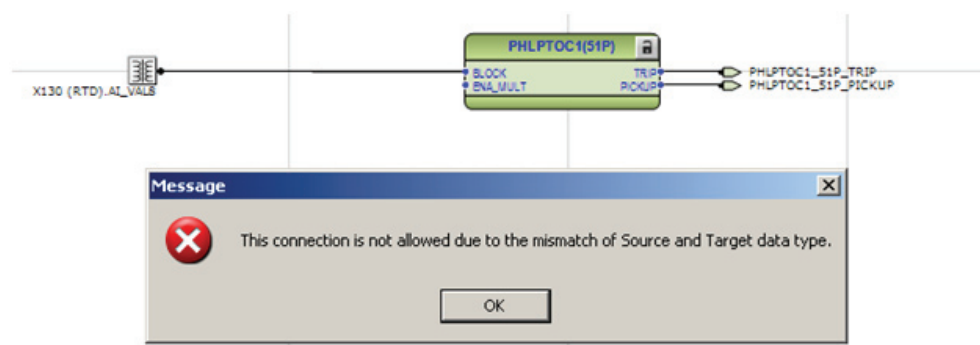 PHLPTOC1(51P)
BLOCK TRIP PHLPTOC1_51P_TRIP
X130 (RTD).AI_VAL8 ENA_MULT PICKUP PHLPTOC1_51P_PICKUP
Message
This connection is not allowed due to the mismatch of Source and Target data type.
OK